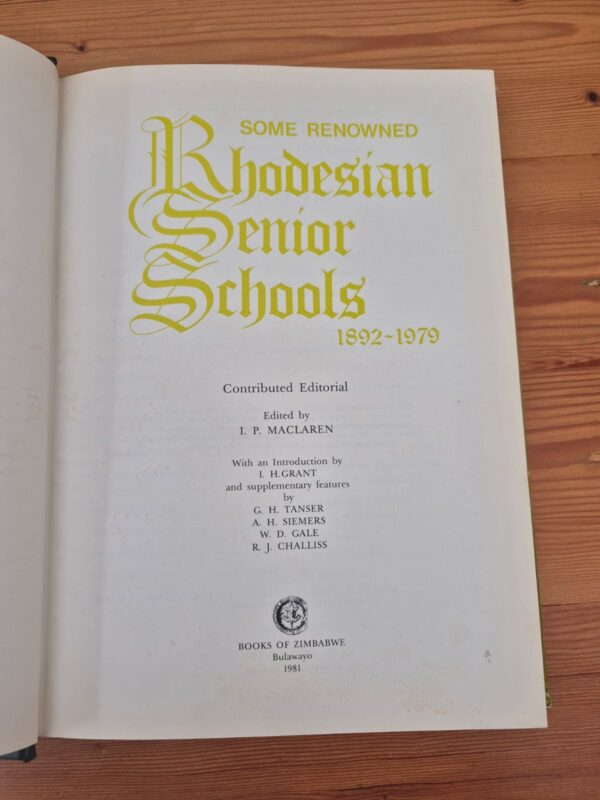 SOME RENOWNED
Rhodesian
Senior
Schools
1892~1979
Contributed Editorial
Edited by
I. P. MACLAREN
With an Introduction by
I. H.GRANT
and supplementary features
by
G. H. TANSER
A. H. SIEMERS
W. D. GALE
R. J. CHALLISS
BOOKS OF ZIMBABWE
Bulawayo
1981